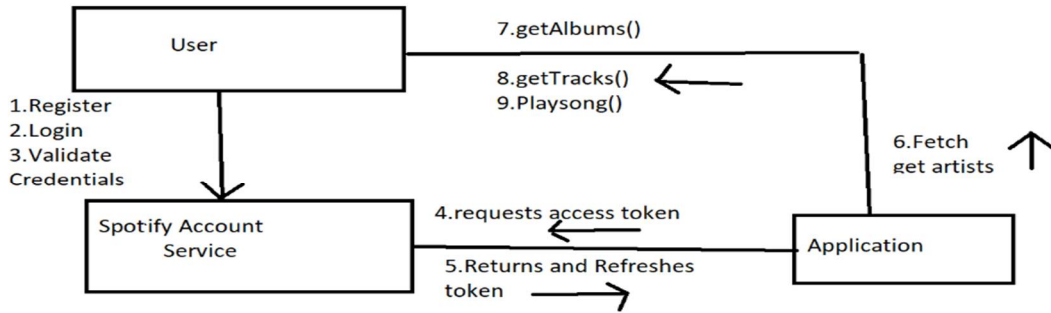 User
7.getAlbums()
8.getTracks()
9.Playsong()
1.Register
2.Login
3.Validate
Credentials
6.Fetch
get artists
Spotify Account
Service
4.requests access token
Application
5.Returns and Refreshes
token